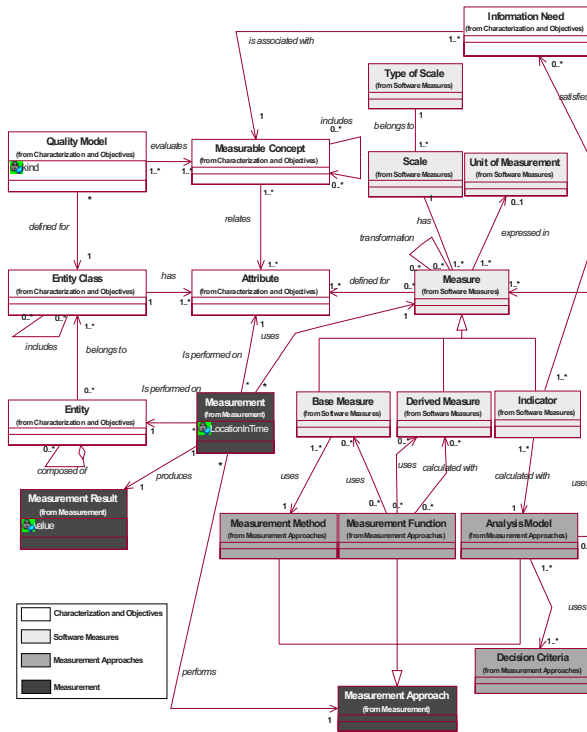 Information Need
(from Characterization and Objectives)
is associated with
1..*
0..*
Type of Scale
(from Software Measures)
satisfies
includes
0..*
1
belongs to
1
1..*
Quality Model
(from Characterization and Objectives)
kind
evaluates
1..*
1..*
Measurable Concept
(from Characterization and Objectives)
0..*
Scale
(from Software Measures)
Unit of Measurement
(from Software Measures)
*
1..*
1
0..1
defined for
relates
has
transformation
expressed in
1
1..*
0..*
0..*
1..*
1..*
Entity Class
(from Characterization and Objectives)
has
1
1..*
Attribute
(from Characterization and Objectives)
defined for
1..*
0..*
Measure
(from Software Measures)
1..*
0..*
0..*
1..*
1
1
includes
belongs to
uses
Is performed on
0..*
Is performed on
*
*
Entity
(from Characterization and Objectives)
1
*
Measurement
(from Measurement)
LocationInTime
Base Measure
(from Software Measures)
Derived Measure
(from Software Measures)
Indicator
(from Software Measures)
1..*
0..*
composed of
*
1..*
0..*
0..*
0..*
1..*
produces
1
uses
uses
calculated with
calculated with
uses
Measurement Result
(from Measurement)
value
1
0..*
0..*
0..*
1
Measurement Method
(from Measurement Approaches)
Measurement Function
(from Measurement Approaches)
Analysis Model
(from Measurement Approaches)
1..*
uses
1..*
Characterization and Objectives
Software Measures
Measurement Approaches
Measurement
Decision Criteria
(from Measurement Approaches)
performs
1
Measurement Approach
(from Measurement)